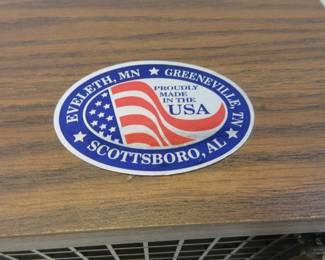 EVELETH, MN ★ GREENEVILLE, TN ★
PROUDLY
MADE
IN THE
USA
★ SCOTTSBORO, AL